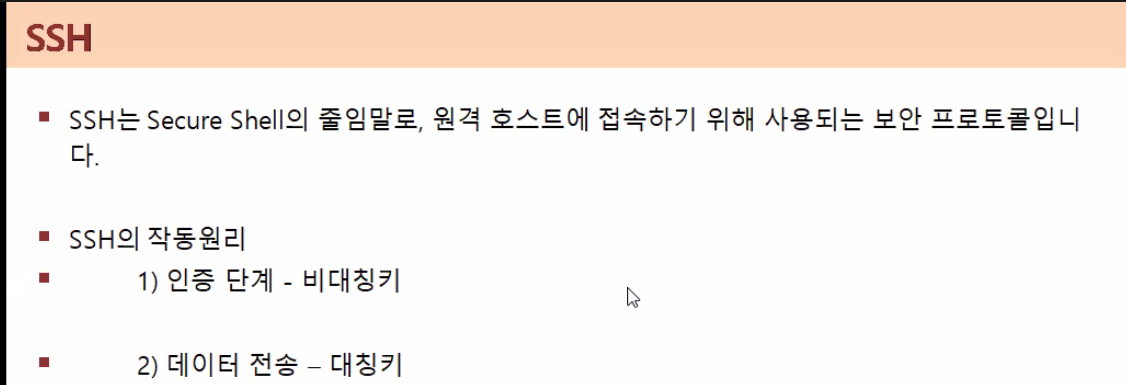 SSH
▪ SSH는 Secure Shell의 줄임말로, 원격 호스트에 접속하기 위해 사용되는 보안 프로토콜입니
다.
▪ SSH의 작동원리
▪ 1) 인증 단계 - 비대칭키
▪ 2) 데이터 전송 – 대칭키